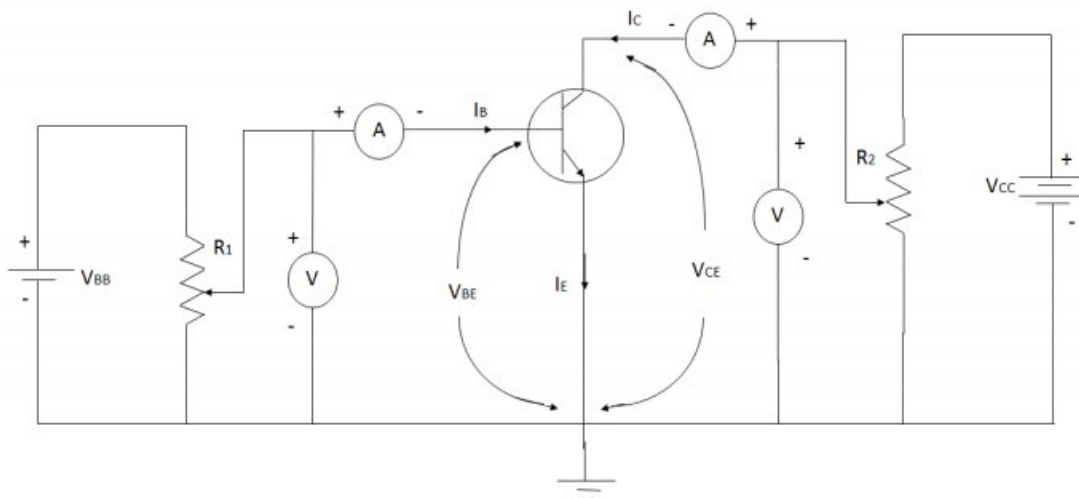 IC
-
A
+
+
A
-
IB
+
R2
+
VCC
-
V
-
+
R1
+
VBB
-
V
-
VBE
IE
VCE